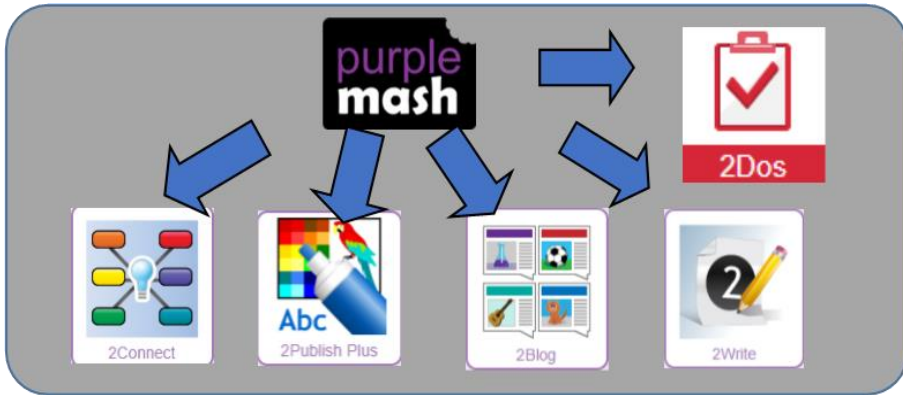 purple
mash
2Dos
Abc
2
2Connect
2Publish Plus
2Blog
2Write